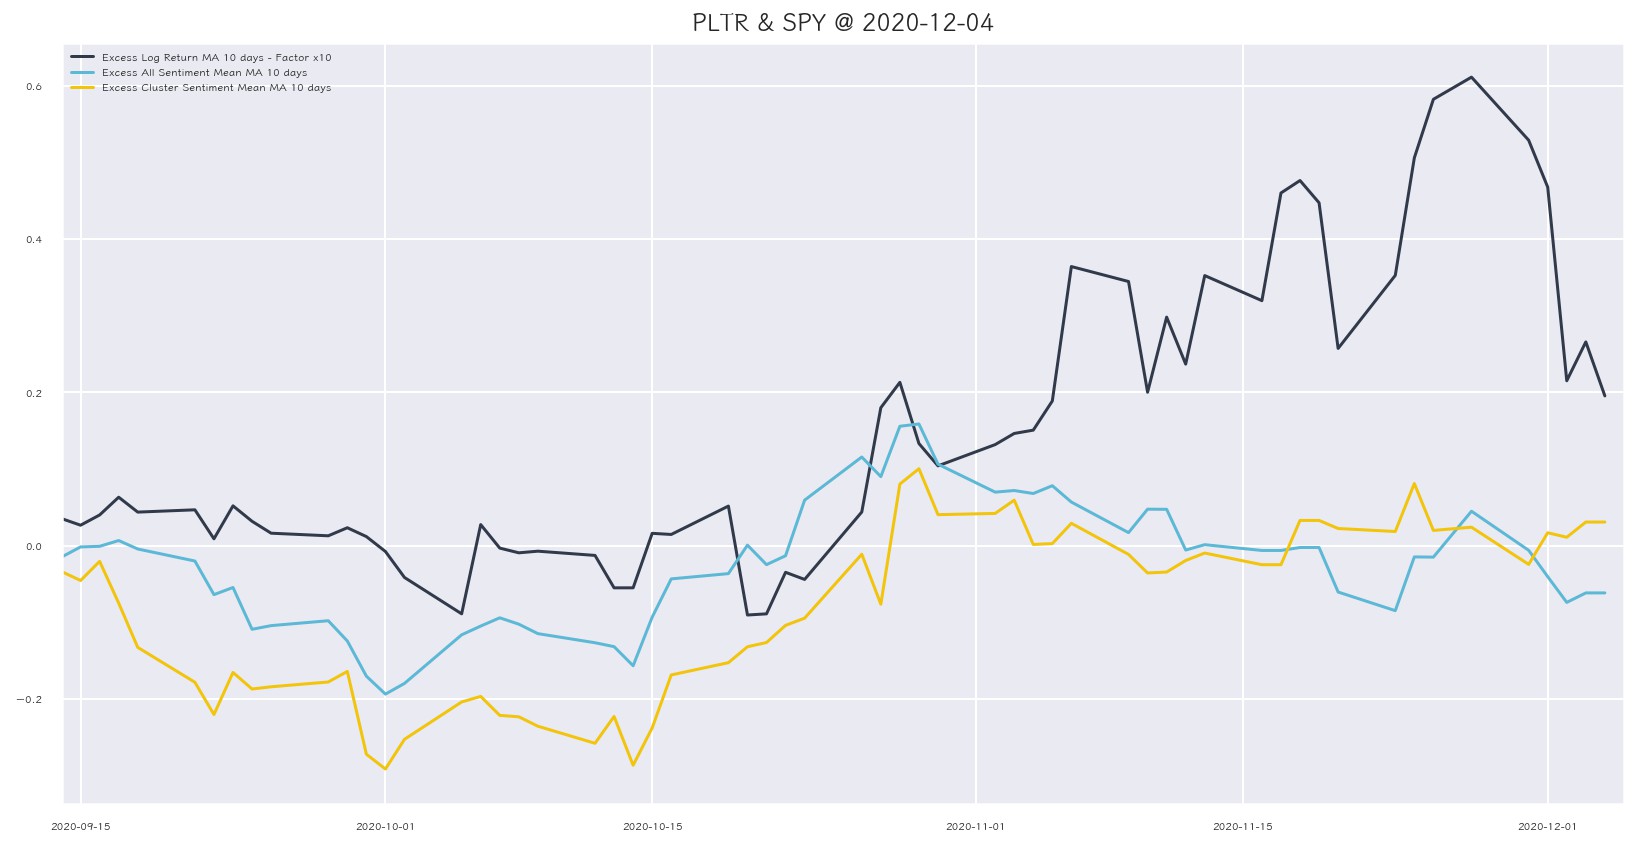 PLTR & SPY @ 2020-12-04
Excess Log Return MA 10 days - Factor x10
Excess All Sentiment Mean MA 10 days
Excess Cluster Sentiment Mean MA 10 days
0.6
0.4
0.2
0.0
−0.2
2020-09-15 2020-10-01 2020-10-15 2020-11-01 2020-11-15 2020-12-01